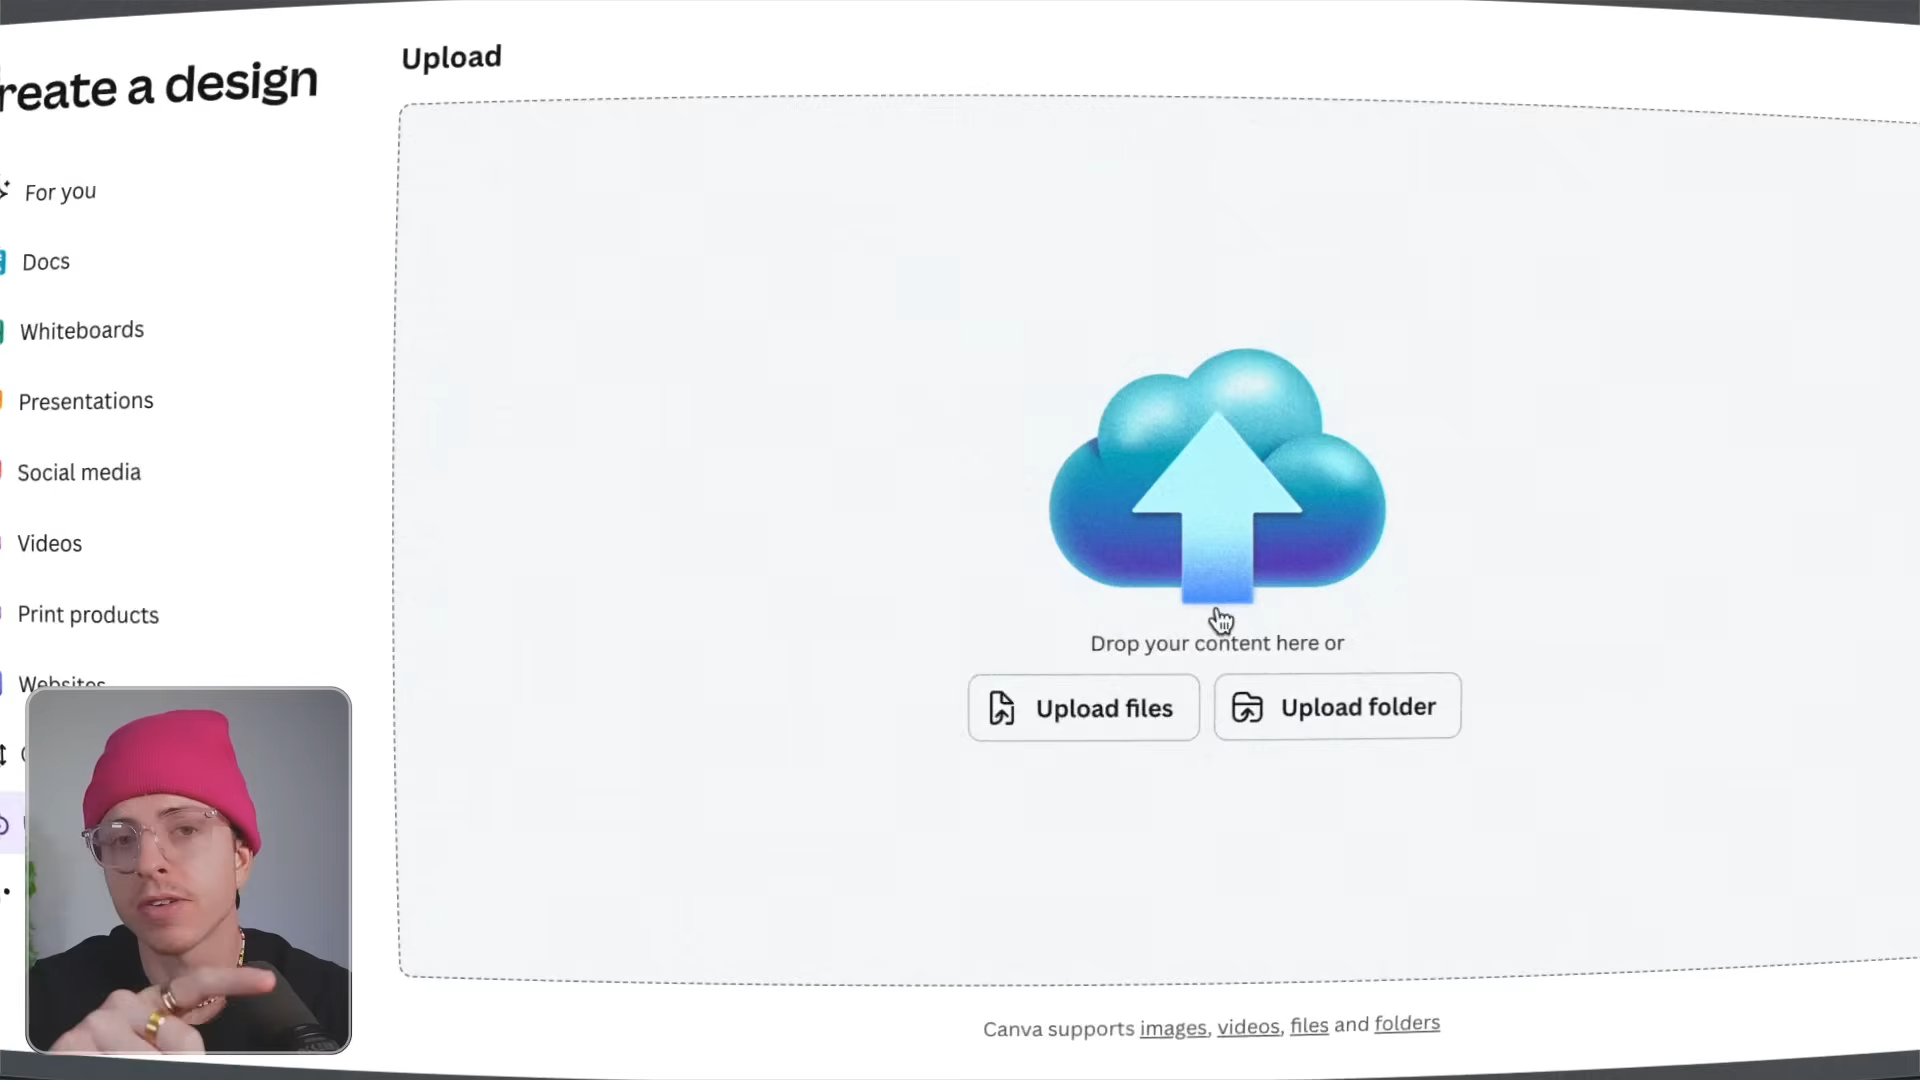 reate a design
For you
Docs
Whiteboards
Presentations
Social media
Videos
Print products
Websites
Upload
Drop your content here or
Upload files
Upload folder
Canva supports images, videos, files and folders